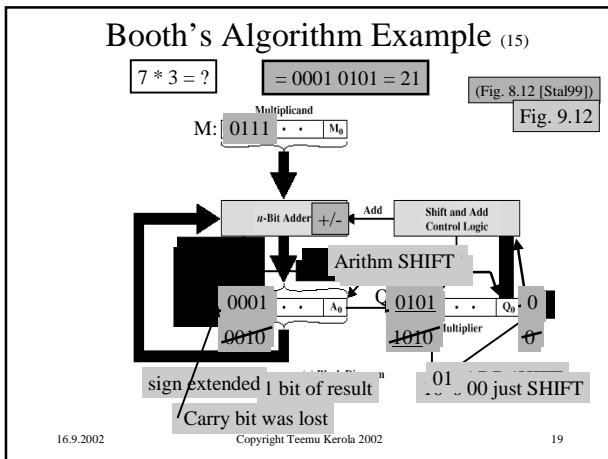 Booth's Algorithm Example (15)
7 * 3 = ?
= 0001 0101 = 21
(Fig. 8.12 [Stal99])
Fig. 9.12
Multiplicand
M: 0111 · · M0
n-Bit Adder +/- Add Shift and Add
Control Logic
Arithm SHIFT
0001 · · A0 Q 0101 · · Q0 0
0010 1010 Multiplier 0
sign extended 1 bit of result 01 00 just SHIFT
Carry bit was lost
16.9.2002 Copyright Teemu Kerola 2002 19